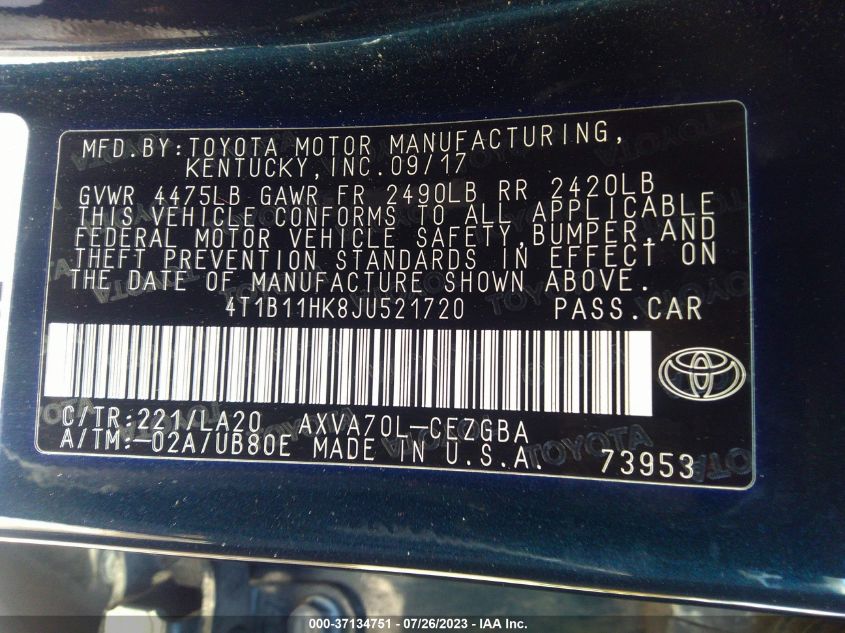 MFD.BY:TOYOTA MOTOR MANUFACTURING,
KENTUCKY,INC.09/17
GVWR 4475LB GAWR FR 2490LB RR 2420LB
THIS VEHICLE CONFORMS TO ALL APPLICABLE
FEDERAL MOTOR VEHICLE SAFETY,BUMPER,AND
THEFT PREVENTION STANDARDS IN EFFECT ON
THE DATE OF MANUFACTURE SHOWN ABOVE.
4T1B11HK8JU521720 PASS.CAR
C/TR:221/LA20 AXVA70L-CEZGBA
A/TM:-02A/UB80E MADE IN U.S.A. 73953
000-37134751 // 07/26/2023 - IAA Inc.